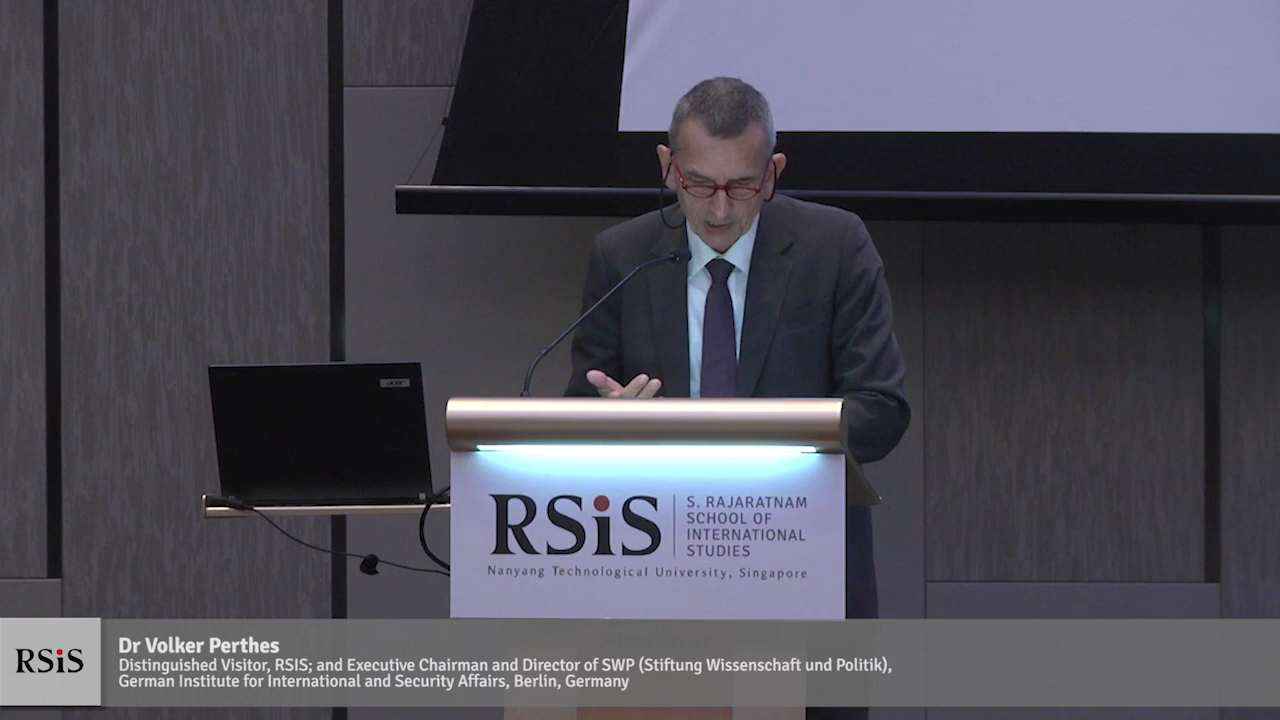 acer
RSiS
S. RAJARATNAM
SCHOOL OF
INTERNATIONAL
STUDIES
Nanyang Technological University, Singapore
RSiS
Dr Volker Perthes
Distinguished Visitor, RSIS; and Executive Chairman and Director of SWP (Stiftung Wissenschaft und Politik),
German Institute for International and Security Affairs, Berlin, Germany